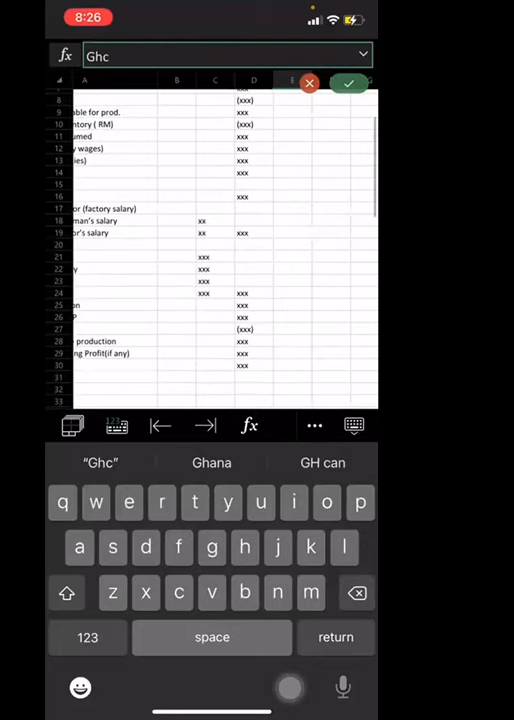 8:26
fx Ghc
A B C D E G
8 (xxx)
9 able for prod. xxx
10 ntory ( RM) (xxx)
11 umed xxx
12 y wages) xxx
13 ies) xxx
14 xxx
15
16 xxx
17 or (factory salary)
18 man's salary xx
19 or's salary xx xxx
20
21 xxx
22 y xxx
23 xxx
24 xxx xxx
25 on xxx
26 P xxx
27 (xxx)
28 production xxx
29 ng Profit(if any) xxx
30 xxx
31
32
33
123
fx
"Ghc" Ghana GH can
q w e r t y u i o p
a s d f g h j k l
z x c v b n m
123 space return